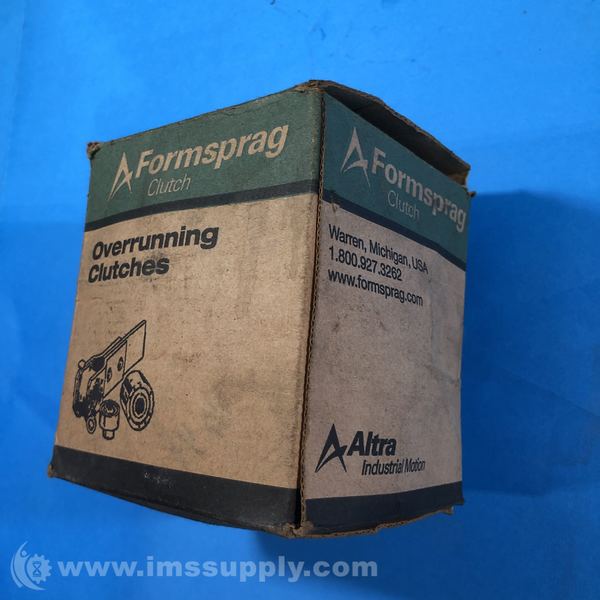 Formsprag
Clutch
Overrunning
Clutches
Formsprag
Clutch
Warren, Michigan, USA
1.800.927.3262
www.formsprag.com
Altra
Industrial Motion
www.imssupply.com